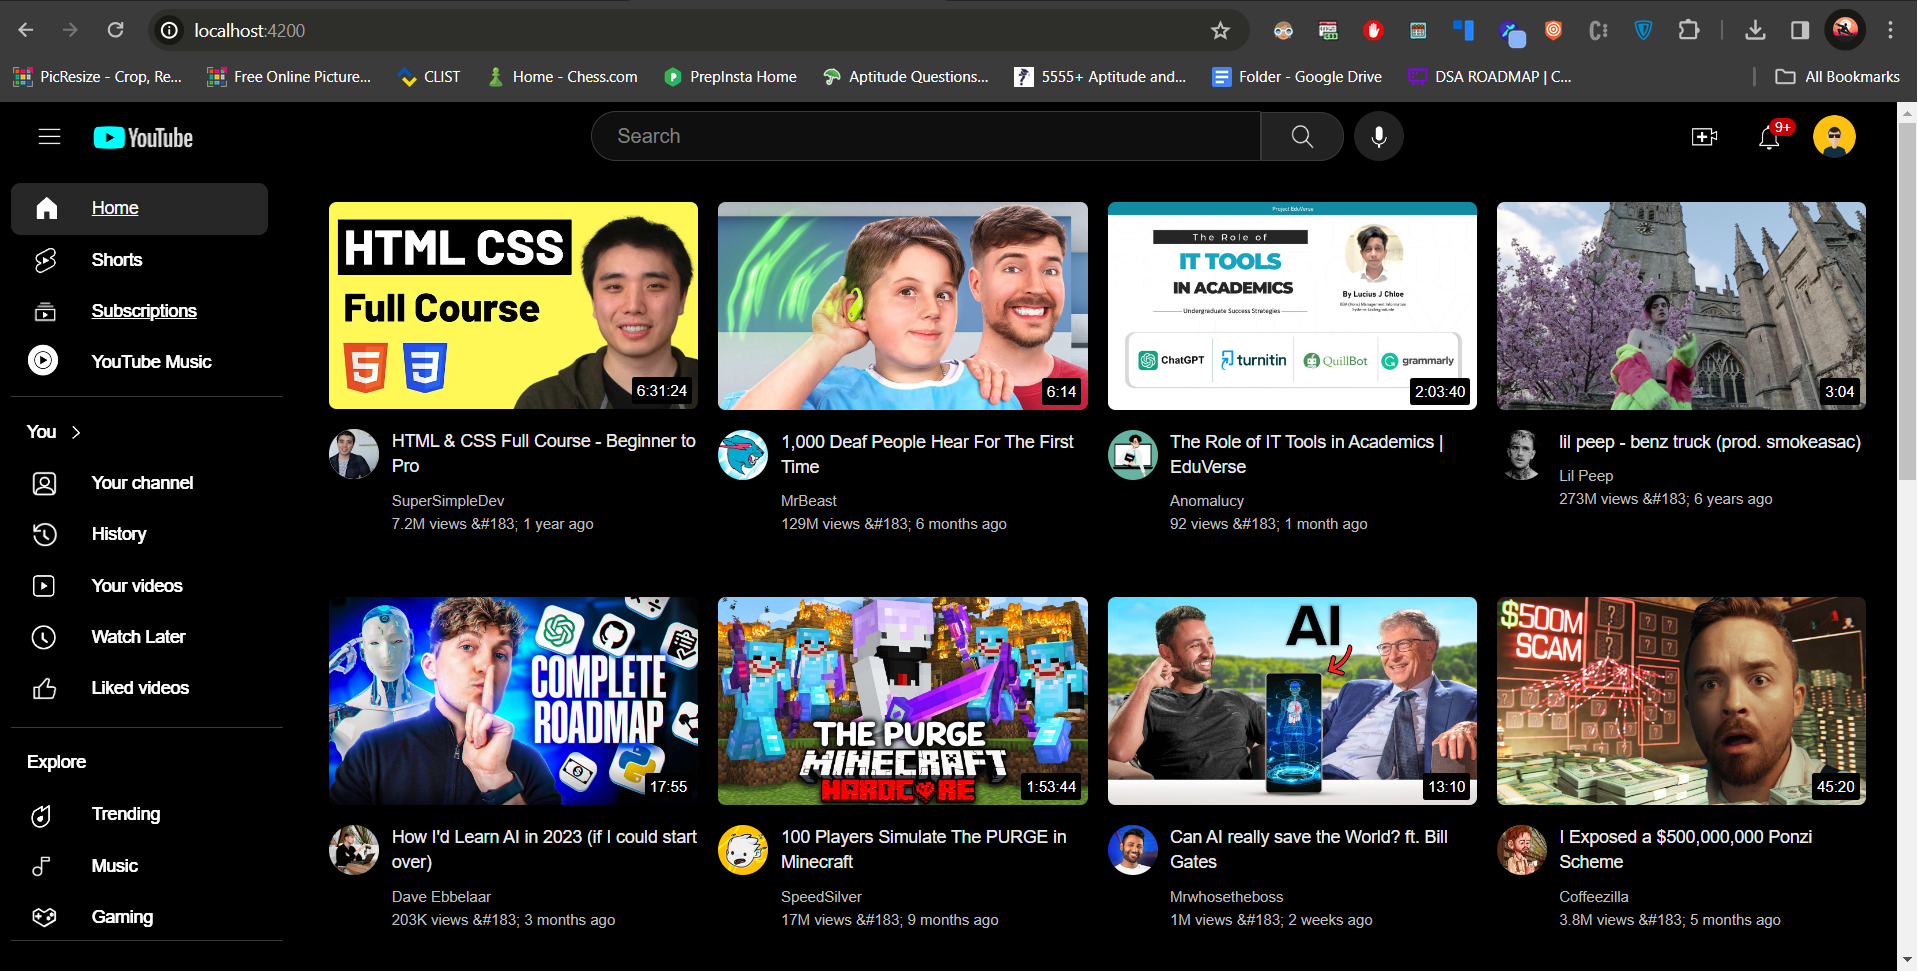 localhost:4200
PicResize - Crop, Re...
Free Online Picture...
CLIST
Home - Chess.com
PrepInsta Home
Aptitude Questions...
5555+ Aptitude and...
Folder - Google Drive
DSA ROADMAP | C...
All Bookmarks
YouTube
Search
9+
Home
Shorts
Subscriptions
YouTube Music
You
Your channel
History
Your videos
Watch Later
Liked videos
Explore
Trending
Music
Gaming
HTML CSS
Full Course
5 3
6:31:24
HTML & CSS Full Course - Beginner to
Pro
SuperSimpleDev
7.2M views &#183; 1 year ago
6:14
1,000 Deaf People Hear For The First
Time
MrBeast
129M views &#183; 6 months ago
Project EduVerse
The Role of
IT TOOLS
IN ACADEMICS
Undergraduate Success Strategies
By Lucius J Chloe
ChatGPT
turnitin
QuillBot
grammarly
2:03:40
The Role of IT Tools in Academics |
EduVerse
Anomalucy
92 views &#183; 1 month ago
3:04
lil peep - benz truck (prod. smokeasac)
Lil Peep
273M views &#183; 6 years ago
COMPLETE
ROADMAP
17:55
How I'd Learn AI in 2023 (if I could start
over)
Dave Ebbelaar
203K views &#183; 3 months ago
THE PURGE
MINECRAFT
HARDCORE
1:53:44
100 Players Simulate The PURGE in
Minecraft
SpeedSilver
17M views &#183; 9 months ago
AI
13:10
Can AI really save the World? ft. Bill
Gates
Mrwhosetheboss
1M views &#183; 2 weeks ago
$500M
SCAM
45:20
I Exposed a $500,000,000 Ponzi
Scheme
Coffeezilla
3.8M views &#183; 5 months ago